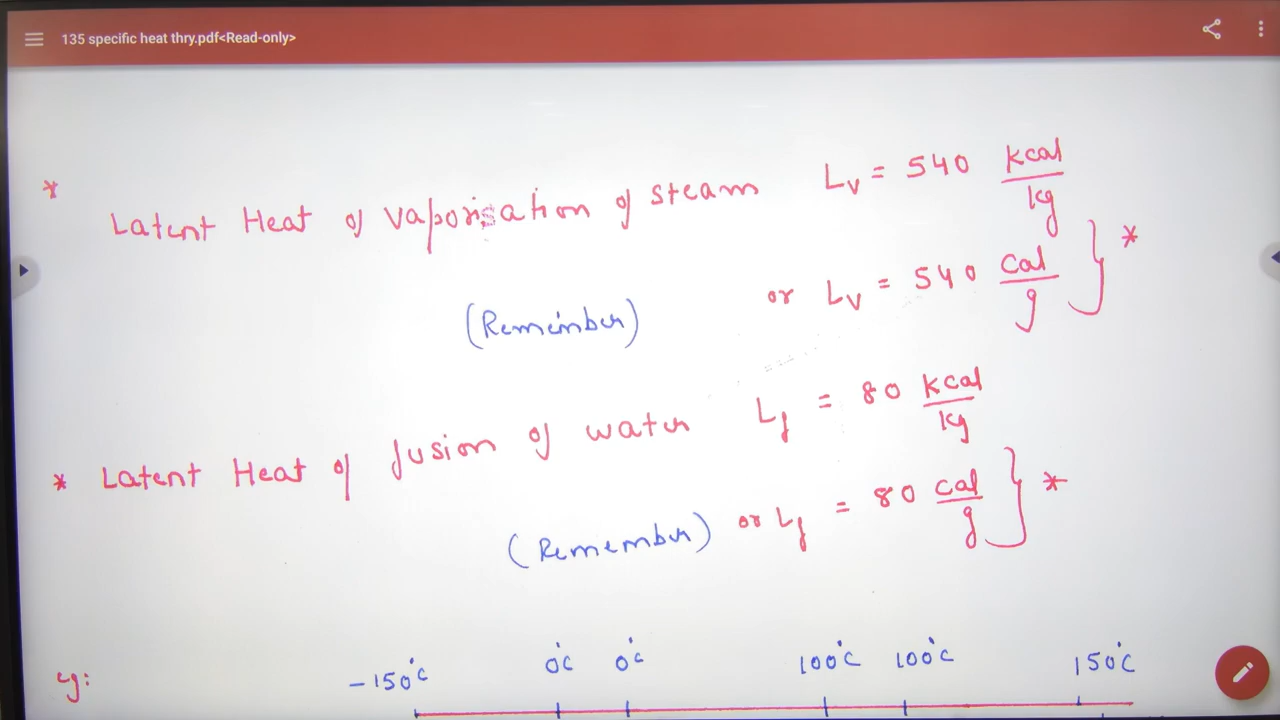 135 specific heat thry.pdf<Read-only>
* Latent Heat of vaporisation of steam Lv = 540 kcal/kg
(Remember) or Lv = 540 cal/g } *
* Latent Heat of fusion of water Lf = 80 kcal/kg
(Remember) or Lf = 80 cal/g } *
eg: -150°C 0°C 0°C 100°C 100°C 150°C